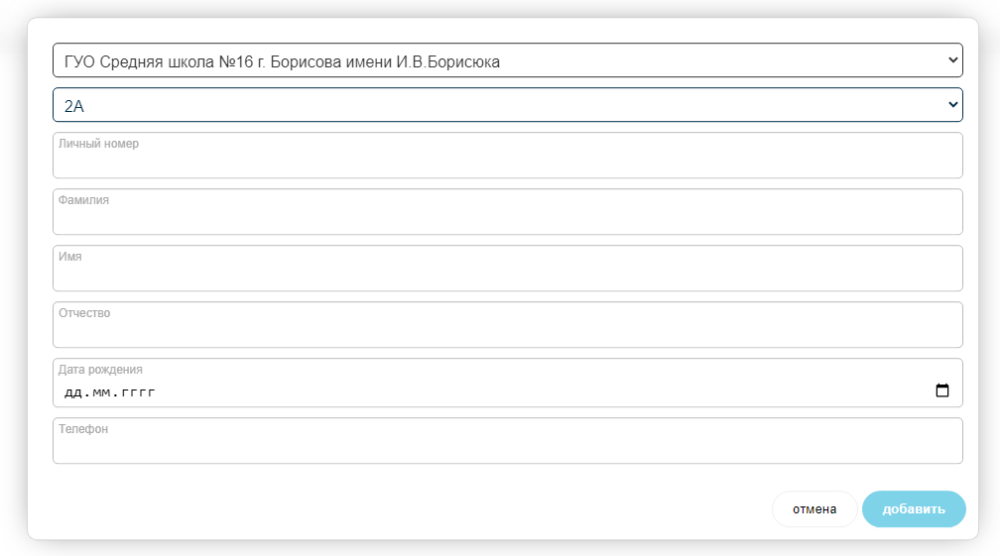 ГУО Средняя школа №16 г. Борисова имени И.В.Борисюка
2А
Личный номер
Фамилия
Имя
Отчество
Дата рождения
дд.мм.гггг
Телефон
отмена добавить